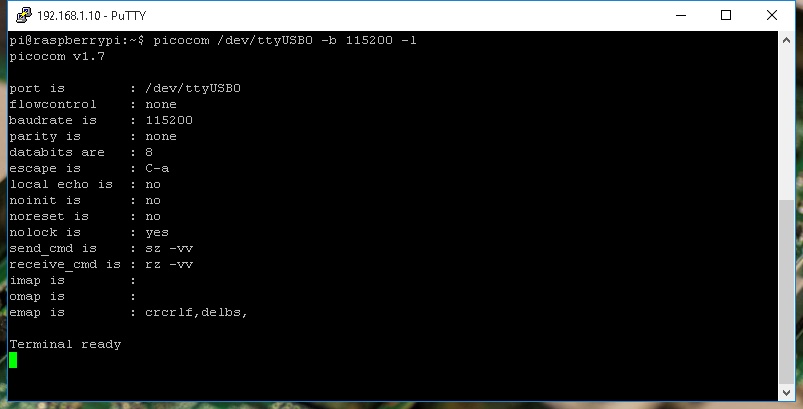 192.168.1.10 - PuTTY
pi@raspberrypi:~$ picocom /dev/ttyUSB0 -b 115200 -l
picocom v1.7
port is : /dev/ttyUSB0
flowcontrol : none
baudrate is : 115200
parity is : none
databits are : 8
escape is : C-a
local echo is : no
noinit is : no
noreset is : no
nolock is : yes
send_cmd is : sz -vv
receive_cmd is : rz -vv
imap is :
omap is :
emap is : crcrlf,delbs,
Terminal ready